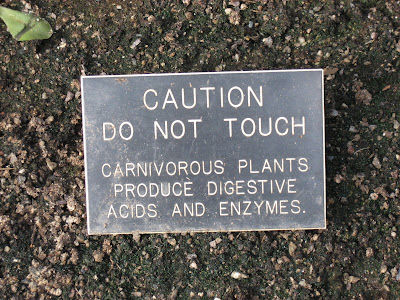 CAUTION
DO NOT TOUCH
CARNIVOROUS PLANTS
PRODUCE DIGESTIVE
ACIDS AND ENZYMES.